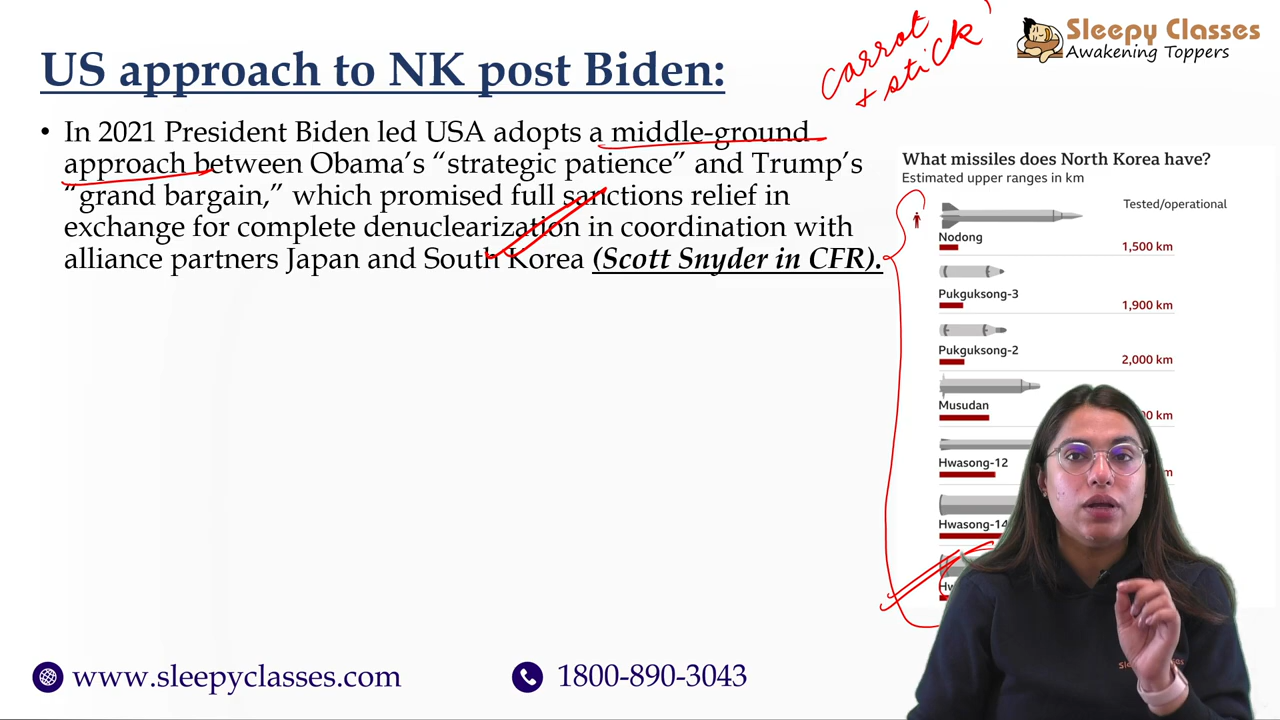 carrot
+ stick
Sleepy Classes
Awakening Toppers
US approach to NK post Biden:
• In 2021 President Biden led USA adopts a middle-ground
approach between Obama’s “strategic patience” and Trump’s
“grand bargain,” which promised full sanctions relief in
exchange for complete denuclearization in coordination with
alliance partners Japan and South Korea (Scott Snyder in CFR).
What missiles does North Korea have?
Estimated upper ranges in km
Tested/operational
Nodong
1,500 km
Pukguksong-3
1,900 km
Pukguksong-2
2,000 km
Musudan
km
Hwasong-12
Hwasong-14
www.sleepyclasses.com
1800-890-3043